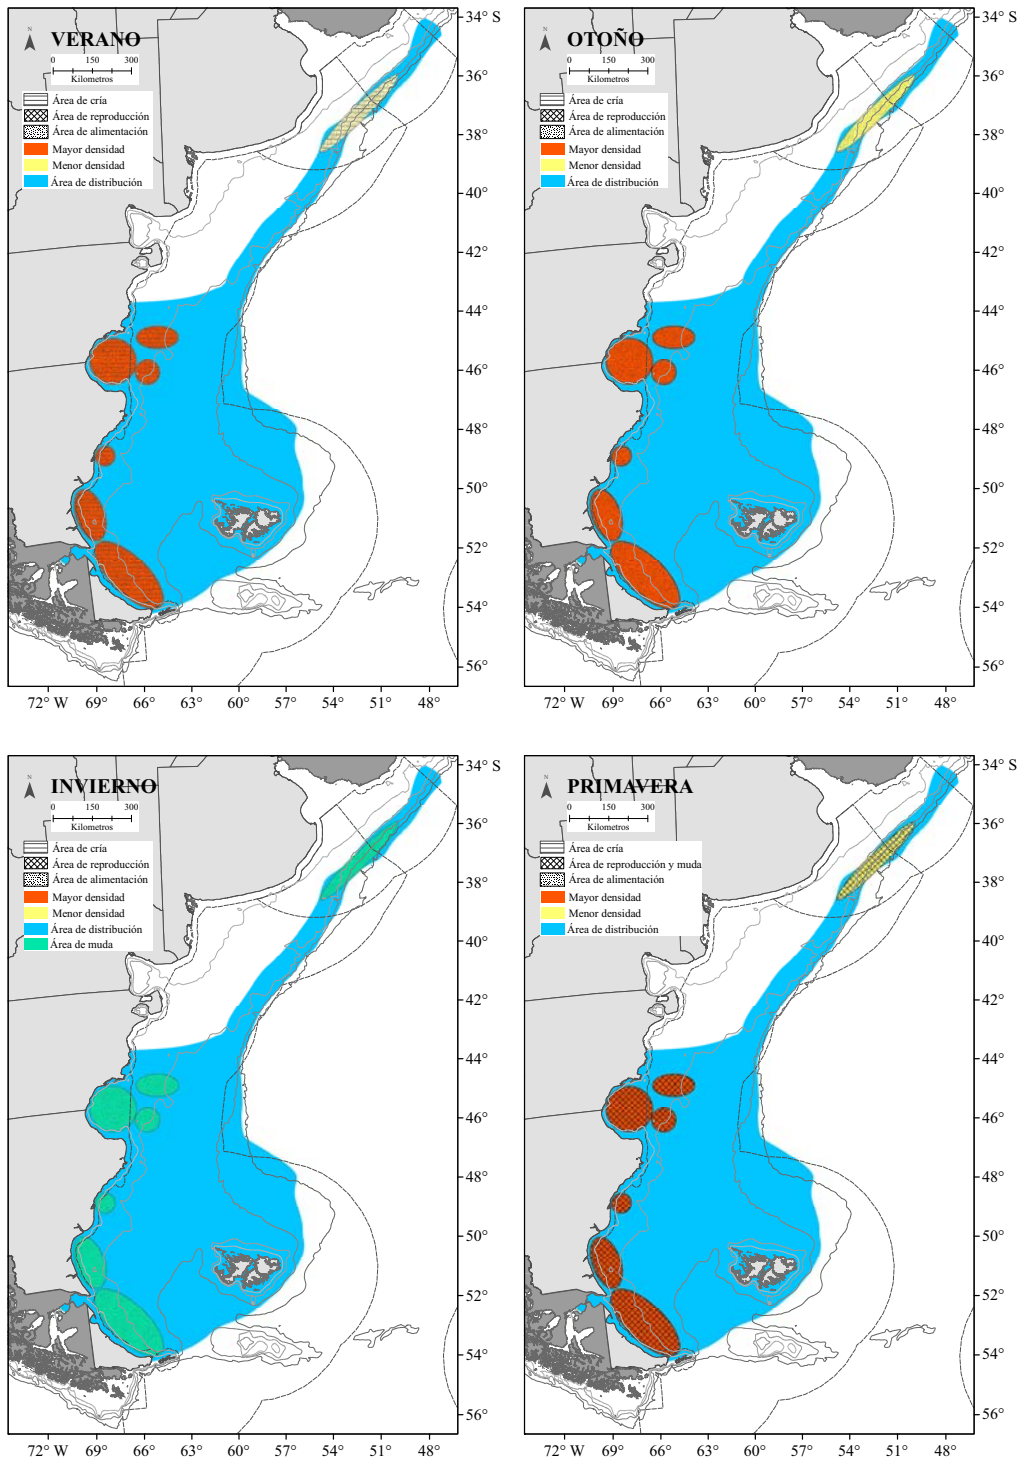 VERANO
N
0 150 300
Kilometros
Área de cría
Área de reproducción
Área de alimentación
Mayor densidad
Menor densidad
Área de distribución
72° W 69° 66° 63° 60° 57° 54° 51° 48°
34° S
36°
38°
40°
42°
44°
46°
48°
50°
52°
54°
56°
OTOÑO
N
0 150 300
Kilometros
Área de cría
Área de reproducción
Área de alimentación
Mayor densidad
Menor densidad
Área de distribución
72° W 69° 66° 63° 60° 57° 54° 51° 48°
34° S
36°
38°
40°
42°
44°
46°
48°
50°
52°
54°
56°
INVIERNO
N
0 150 300
Kilometros
Área de cría
Área de reproducción
Área de alimentación
Mayor densidad
Menor densidad
Área de distribución
Área de muda
72° W 69° 66° 63° 60° 57° 54° 51° 48°
34° S
36°
38°
40°
42°
44°
46°
48°
50°
52°
54°
56°
PRIMAVERA
N
0 150 300
Kilometros
Área de cría
Área de reproducción y muda
Área de alimentación
Mayor densidad
Menor densidad
Área de distribución
72° W 69° 66° 63° 60° 57° 54° 51° 48°
34° S
36°
38°
40°
42°
44°
46°
48°
50°
52°
54°
56°